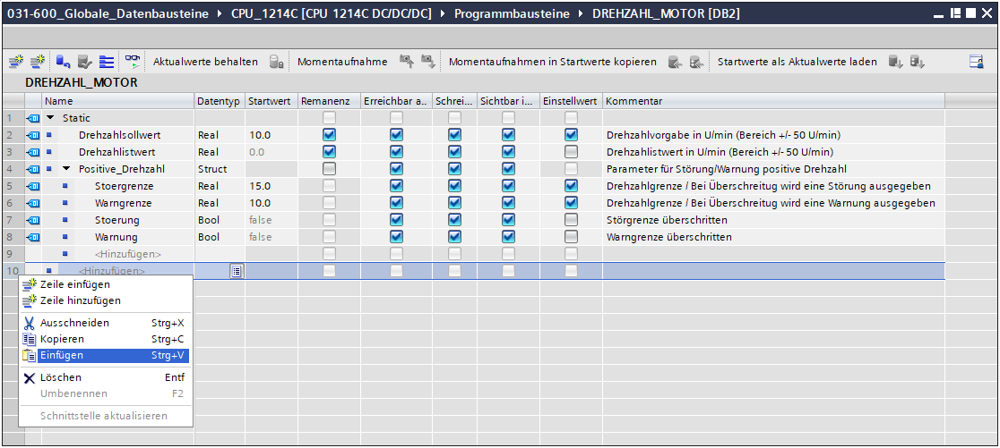 031-600_Globale_Datenbausteine CPU_1214C [CPU 1214C DC/DC/DC] Programmbausteine DREHZAHL_MOTOR [DB2]
Aktualwerte behalten Momentaufnahme Momentaufnahmen in Startwerte kopieren Startwerte als Aktualwerte laden
DREHZAHL_MOTOR
Name Datentyp Startwert Remanenz Erreichbar a.. Schrei... Sichtbar i... Einstellwert Kommentar
1 Static
2 Drehzahlsollwert Real 10.0 Drehzahlvorgabe in U/min (Bereich +/- 50 U/min)
3 Drehzahlistwert Real 0.0 Drehzahlistwert in U/min (Bereich +/- 50 U/min)
4 Positive_Drehzahl Struct Parameter für Störung/Warnung positive Drehzahl
5 Stoergrenze Real 15.0 Drehzahlgrenze / Bei Überschreitug wird eine Störung ausgegeben
6 Warngrenze Real 10.0 Drehzahlgrenze / Bei Überschreitug wird eine Warnung ausgegeben
7 Stoerung Bool false Störgrenze überschritten
8 Warnung Bool false Warngrenze überschritten
9 <Hinzufügen>
10 <Hinzufügen>
Zeile einfügen
Zeile hinzufügen
Ausschneiden Strg+X
Kopieren Strg+C
Einfügen Strg+V
Löschen Entf
Umbenennen F2
Schnittstelle aktualisieren